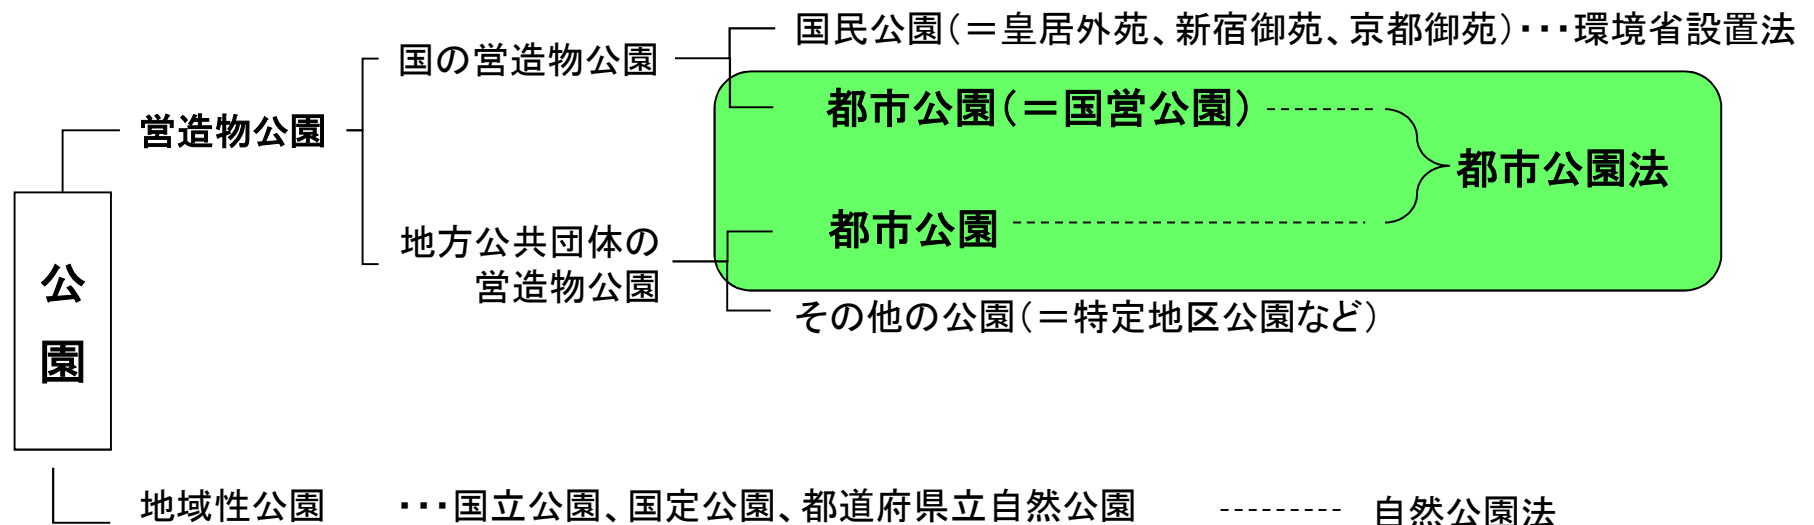 国民公園(=皇居外苑、新宿御苑、京都御苑)・・・環境省設置法
国の営造物公園
都市公園(=国営公園)
営造物公園
都市公園法
都市公園
地方公共団体の
営造物公園
その他の公園(=特定地区公園など)
公
園
地域性公園 ・・・国立公園、国定公園、都道府県立自然公園 自然公園法